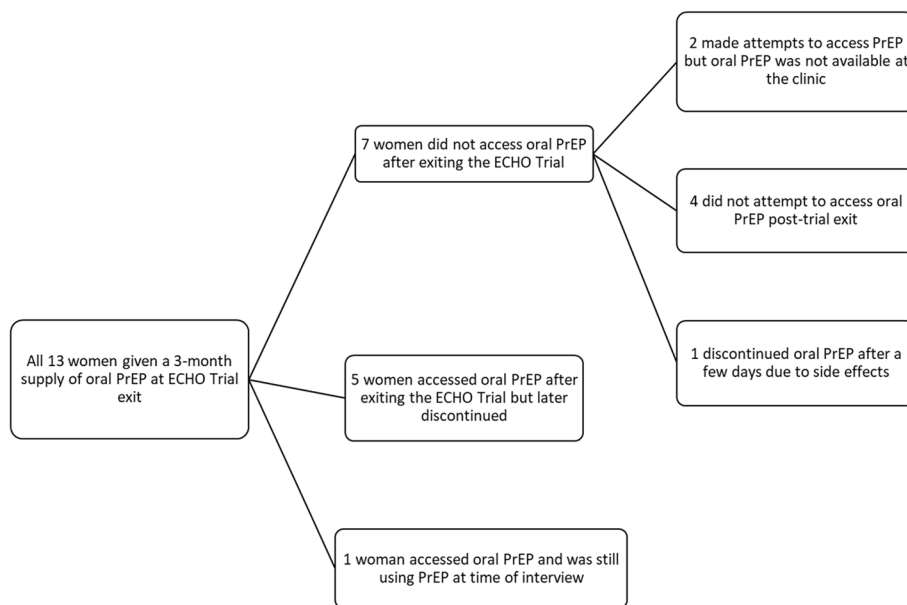 All 13 women given a 3-month
supply of oral PrEP at ECHO Trial
exit
7 women did not access oral PrEP
after exiting the ECHO Trial
2 made attempts to access PrEP
but oral PrEP was not available at
the clinic
4 did not attempt to access oral
PrEP post-trial exit
1 discontinued oral PrEP after a
few days due to side effects
5 women accessed oral PrEP after
exiting the ECHO Trial but later
discontinued
1 woman accessed oral PrEP and was still
using PrEP at time of interview